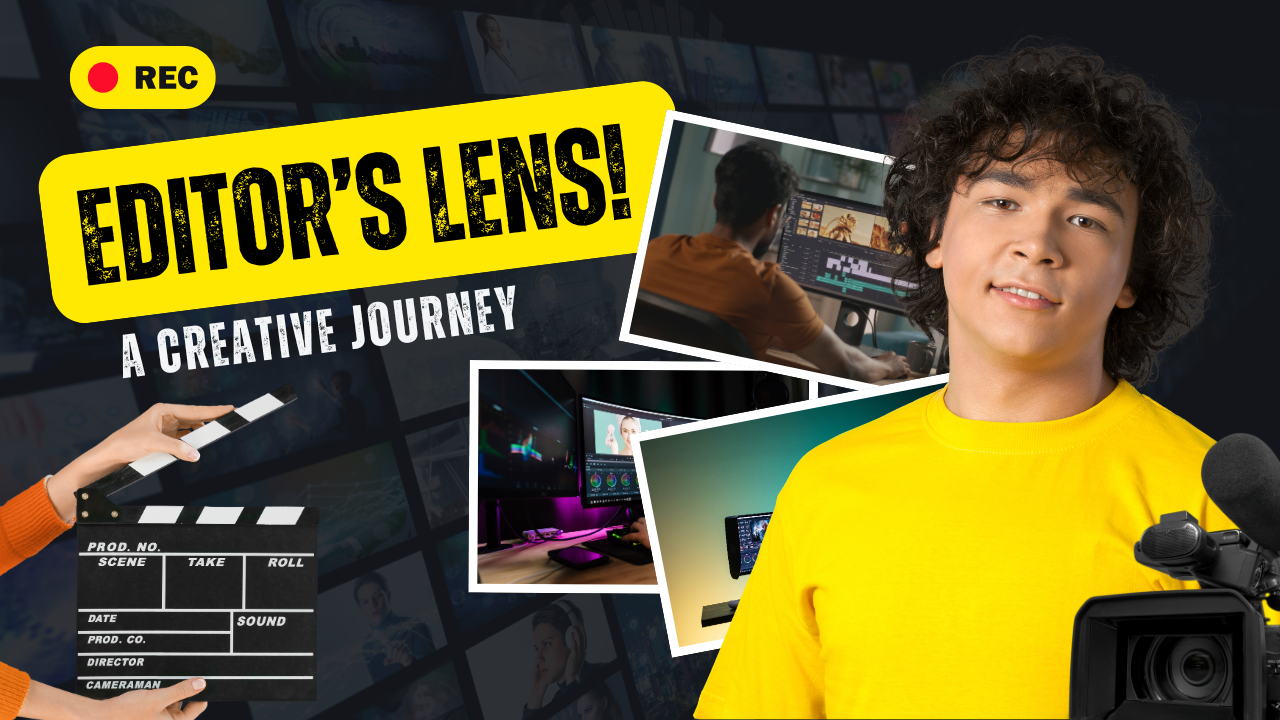 REC
EDITOR'S LENS!
A CREATIVE JOURNEY
PROD. NO.
SCENE TAKE ROLL
DATE
SOUND
PROD. CO.
DIRECTOR
CAMERAMAN